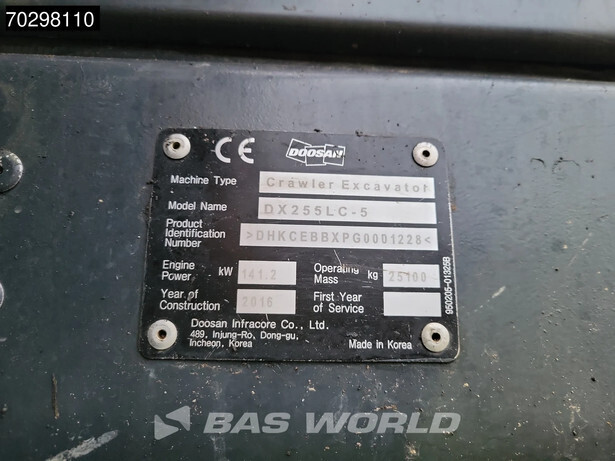 70298110
CE DOOSAN
Machine Type Crawler Excavator
Model Name DX255LC-5
Product
Identification
Number >DHKCEBBXPG0001228<
Engine
Power kW 141.2 Operating
Mass kg 25100
Year of
Construction 2016 First Year
of Service
Doosan Infracore Co., Ltd.
489, Injung-Ro, Dong-gu,
Incheon, Korea Made in Korea
950205-01325B
BAS WORLD